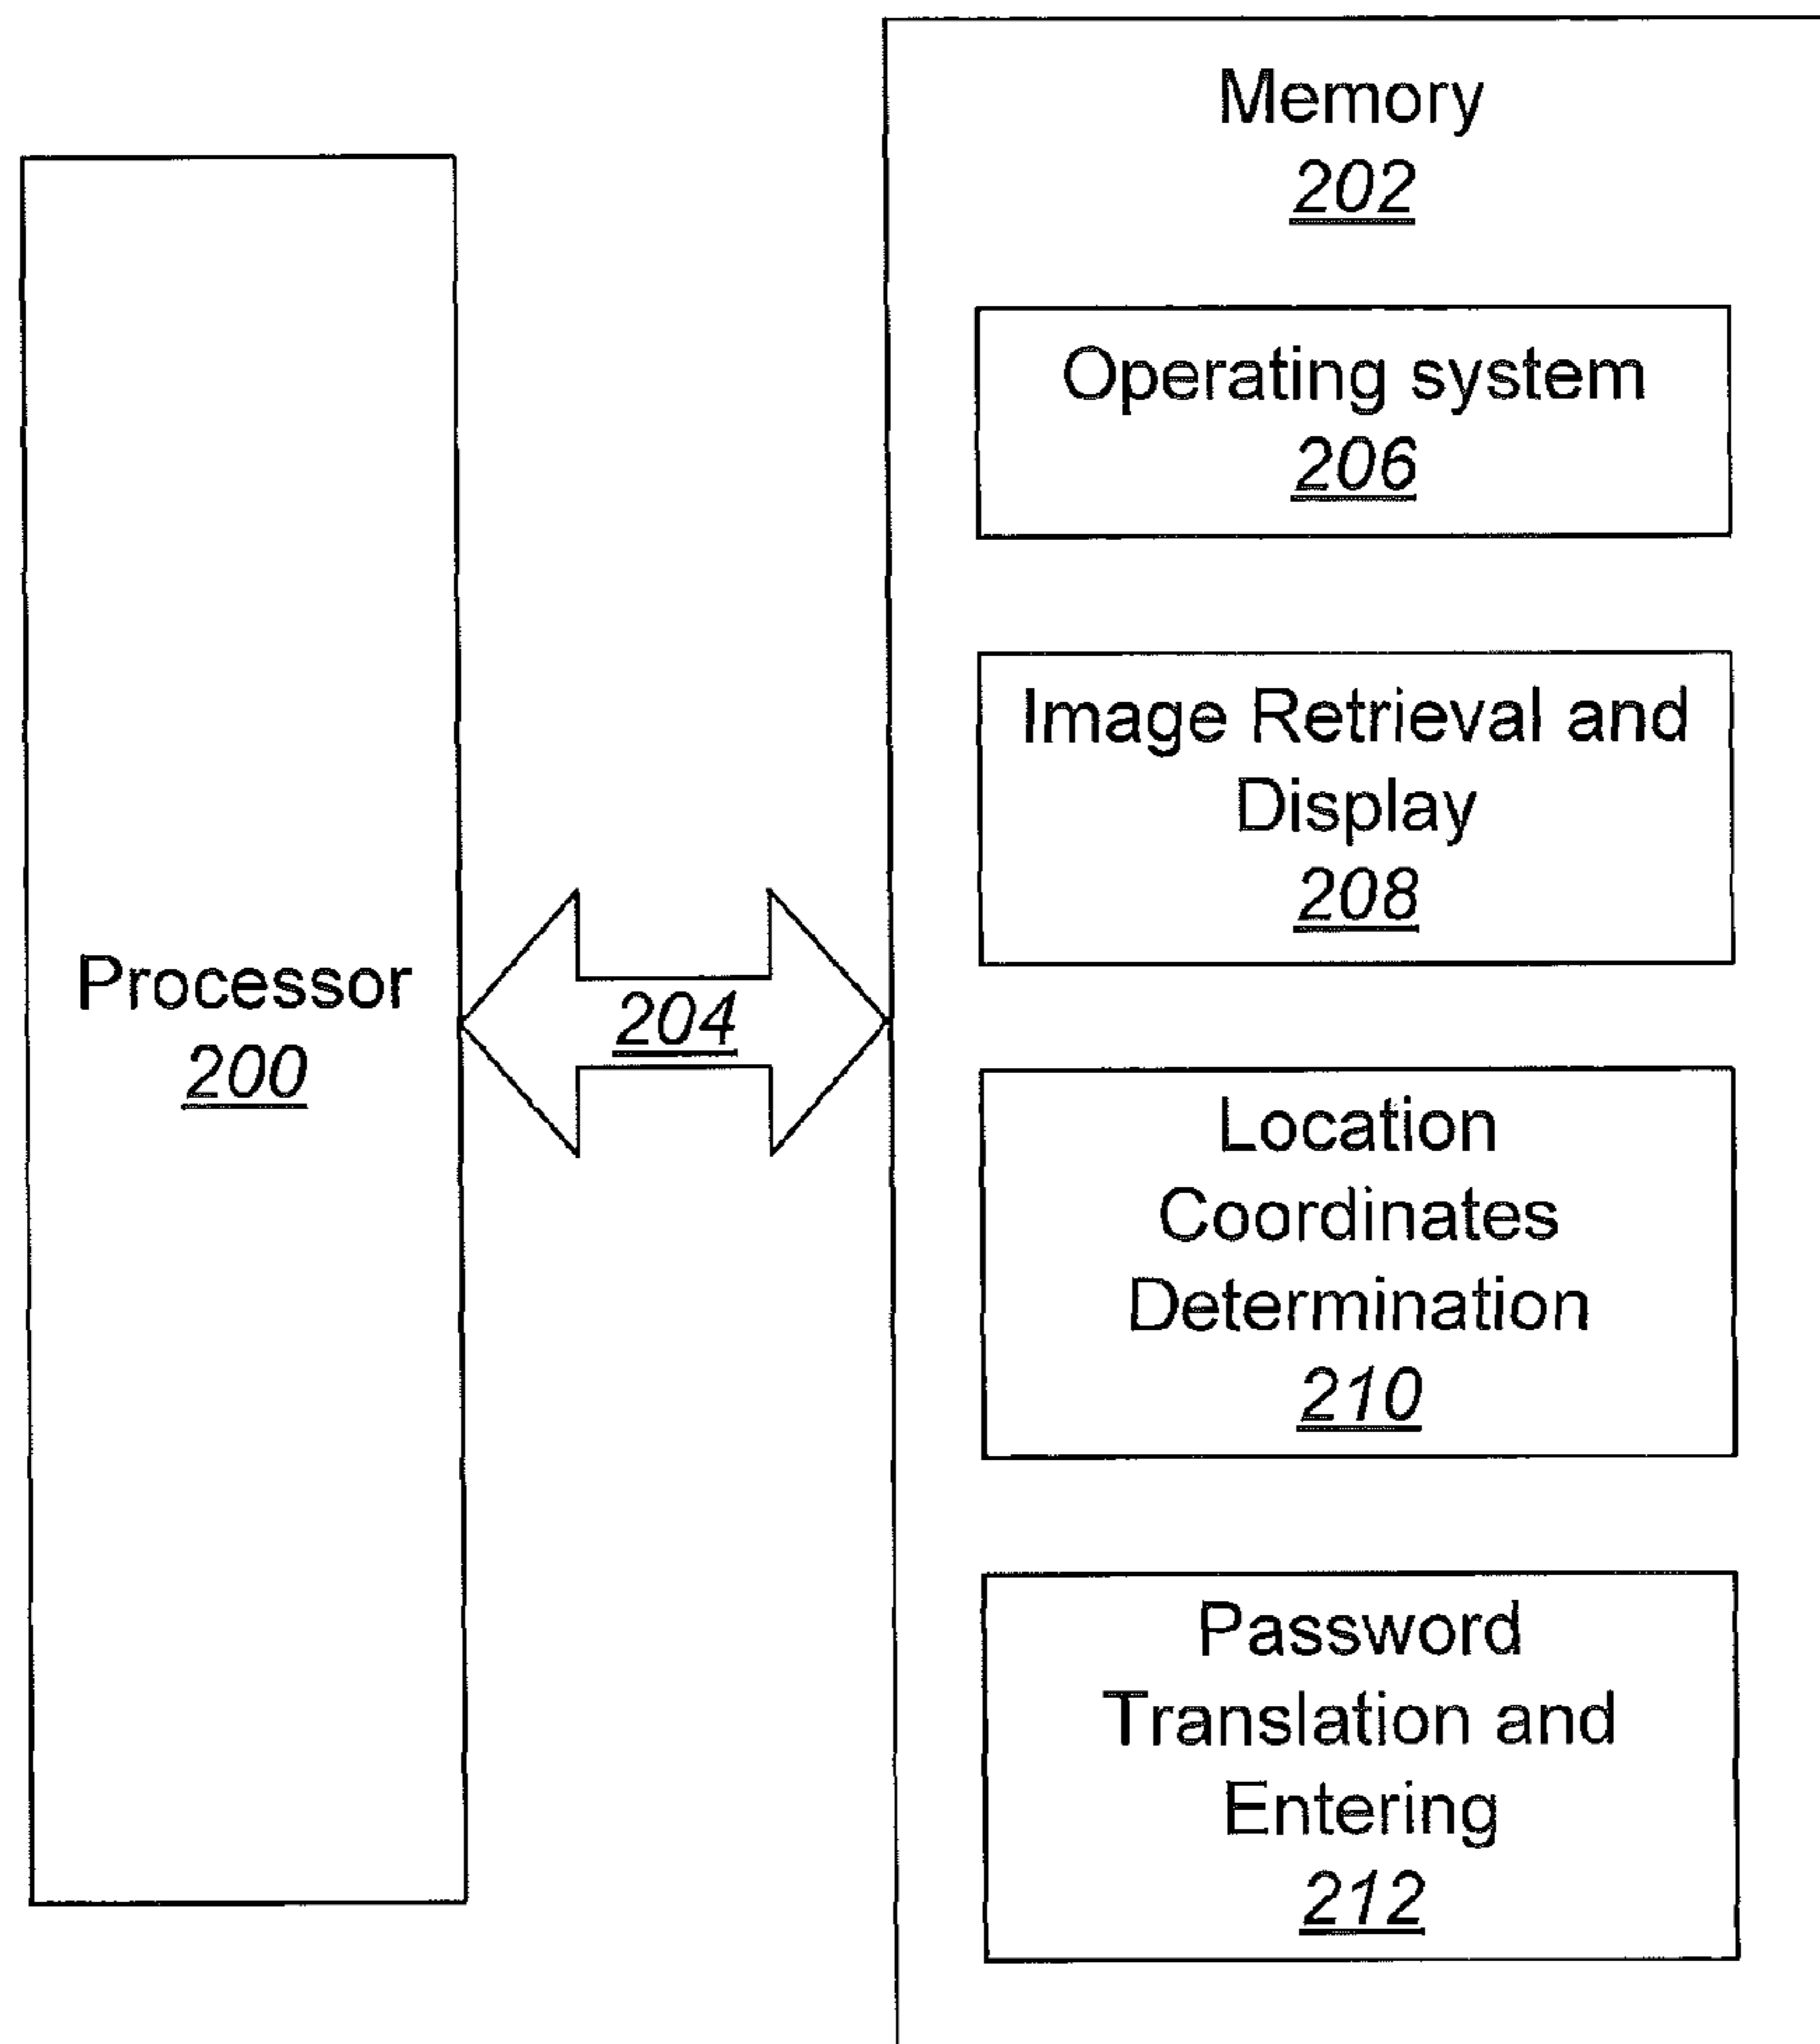 Memory
202
Operating system
206
Image Retrieval and
Display
208
Processor
200
204
Location
Coordinates
Determination
210
Password
Translation and
Entering
212